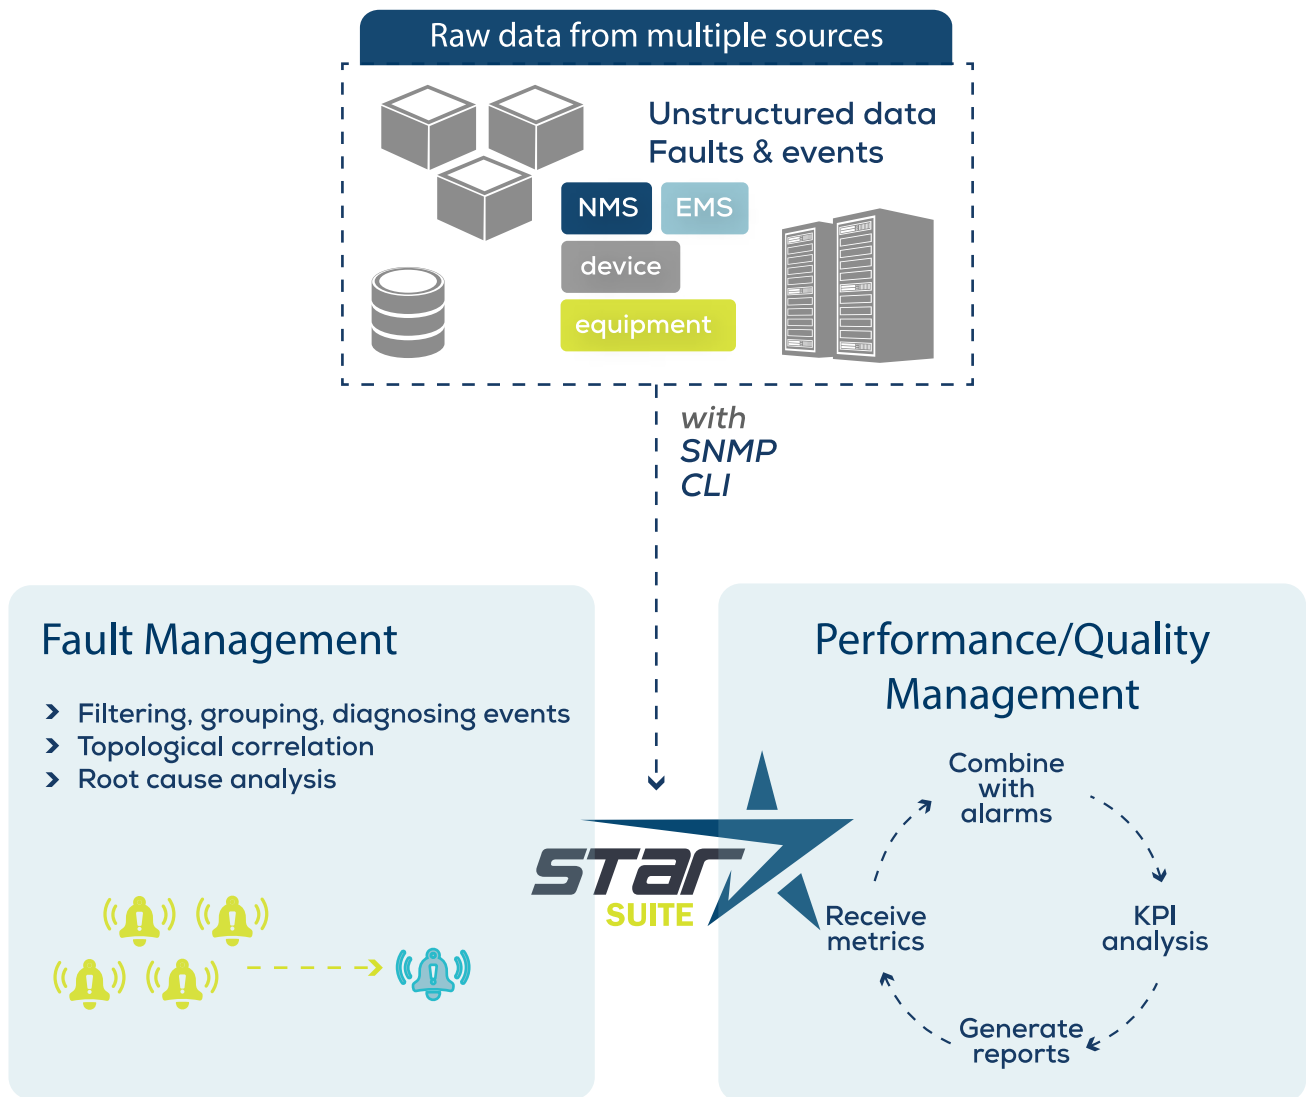 Raw data from multiple sources
Unstructured data
Faults & events
NMS
EMS
device
equipment
with
SNMP
CLI
Fault Management
Filtering, grouping, diagnosing events
Topological correlation
Root cause analysis
STar
SUITE
Performance/Quality
Management
Combine
with
alarms
KPI
analysis
Generate
reports
Receive
metrics